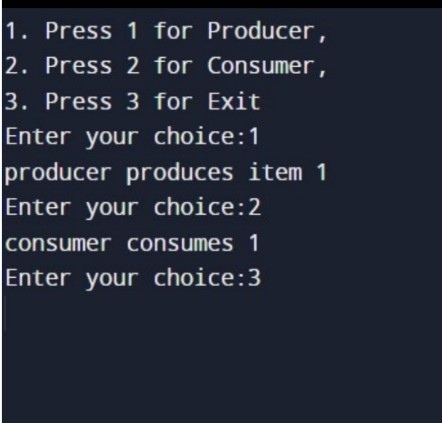 1. Press 1 for Producer,
2. Press 2 for Consumer,
3. Press 3 for Exit
Enter your choice:1
producer produces item 1
Enter your choice:2
consumer consumes 1
Enter your choice:3